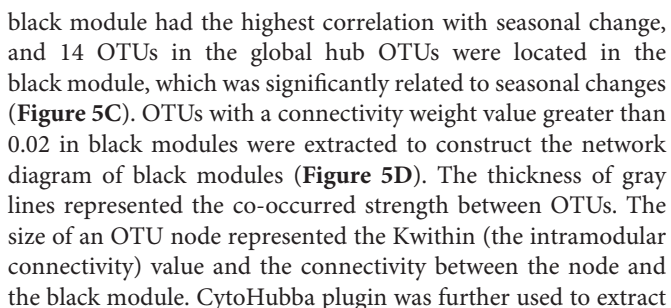 black module had the highest correlation with seasonal change,
and 14 OTUs in the global hub OTUs were located in the
black module, which was significantly related to seasonal changes
(Figure 5C). OTUs with a connectivity weight value greater than
0.02 in black modules were extracted to construct the network
diagram of black modules (Figure 5D). The thickness of gray
lines represented the co-occurred strength between OTUs. The
size of an OTU node represented the Kwithin (the intramodular
connectivity) value and the connectivity between the node and
the black module. CytoHubba plugin was further used to extract